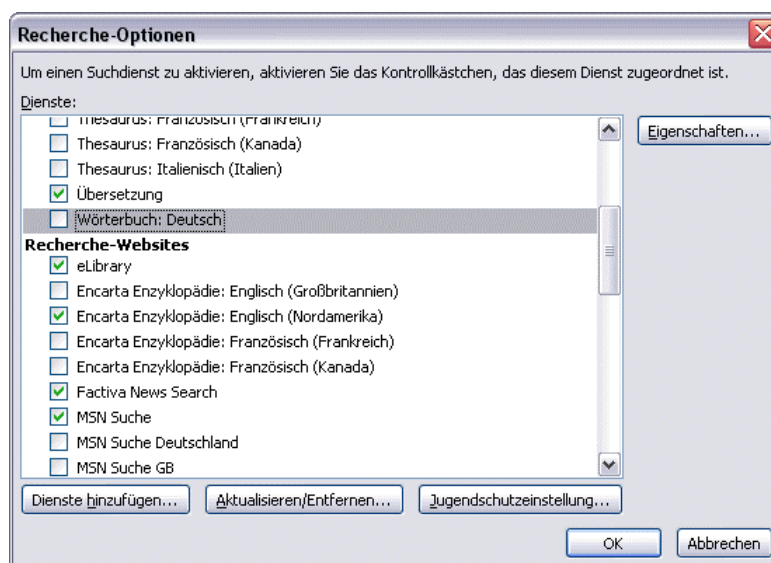 Recherche-Optionen
Um einen Suchdienst zu aktivieren, aktivieren Sie das Kontrollkästchen, das diesem Dienst zugeordnet ist.
Dienste:
Thesaurus: Französisch (Frankreich)
Eigenschaften...
Thesaurus: Französisch (Kanada)
Thesaurus: Italienisch (Italien)
Übersetzung
Wörterbuch: Deutsch
Recherche-Websites
eLibrary
Encarta Enzyklopädie: Englisch (Großbritannien)
Encarta Enzyklopädie: Englisch (Nordamerika)
Encarta Enzyklopädie: Französisch (Frankreich)
Encarta Enzyklopädie: Französisch (Kanada)
Factiva News Search
MSN Suche
MSN Suche Deutschland
MSN Suche GB
Dienste hinzufügen... Aktualisieren/Entfernen... Jugendschutzeinstellung...
OK Abbrechen